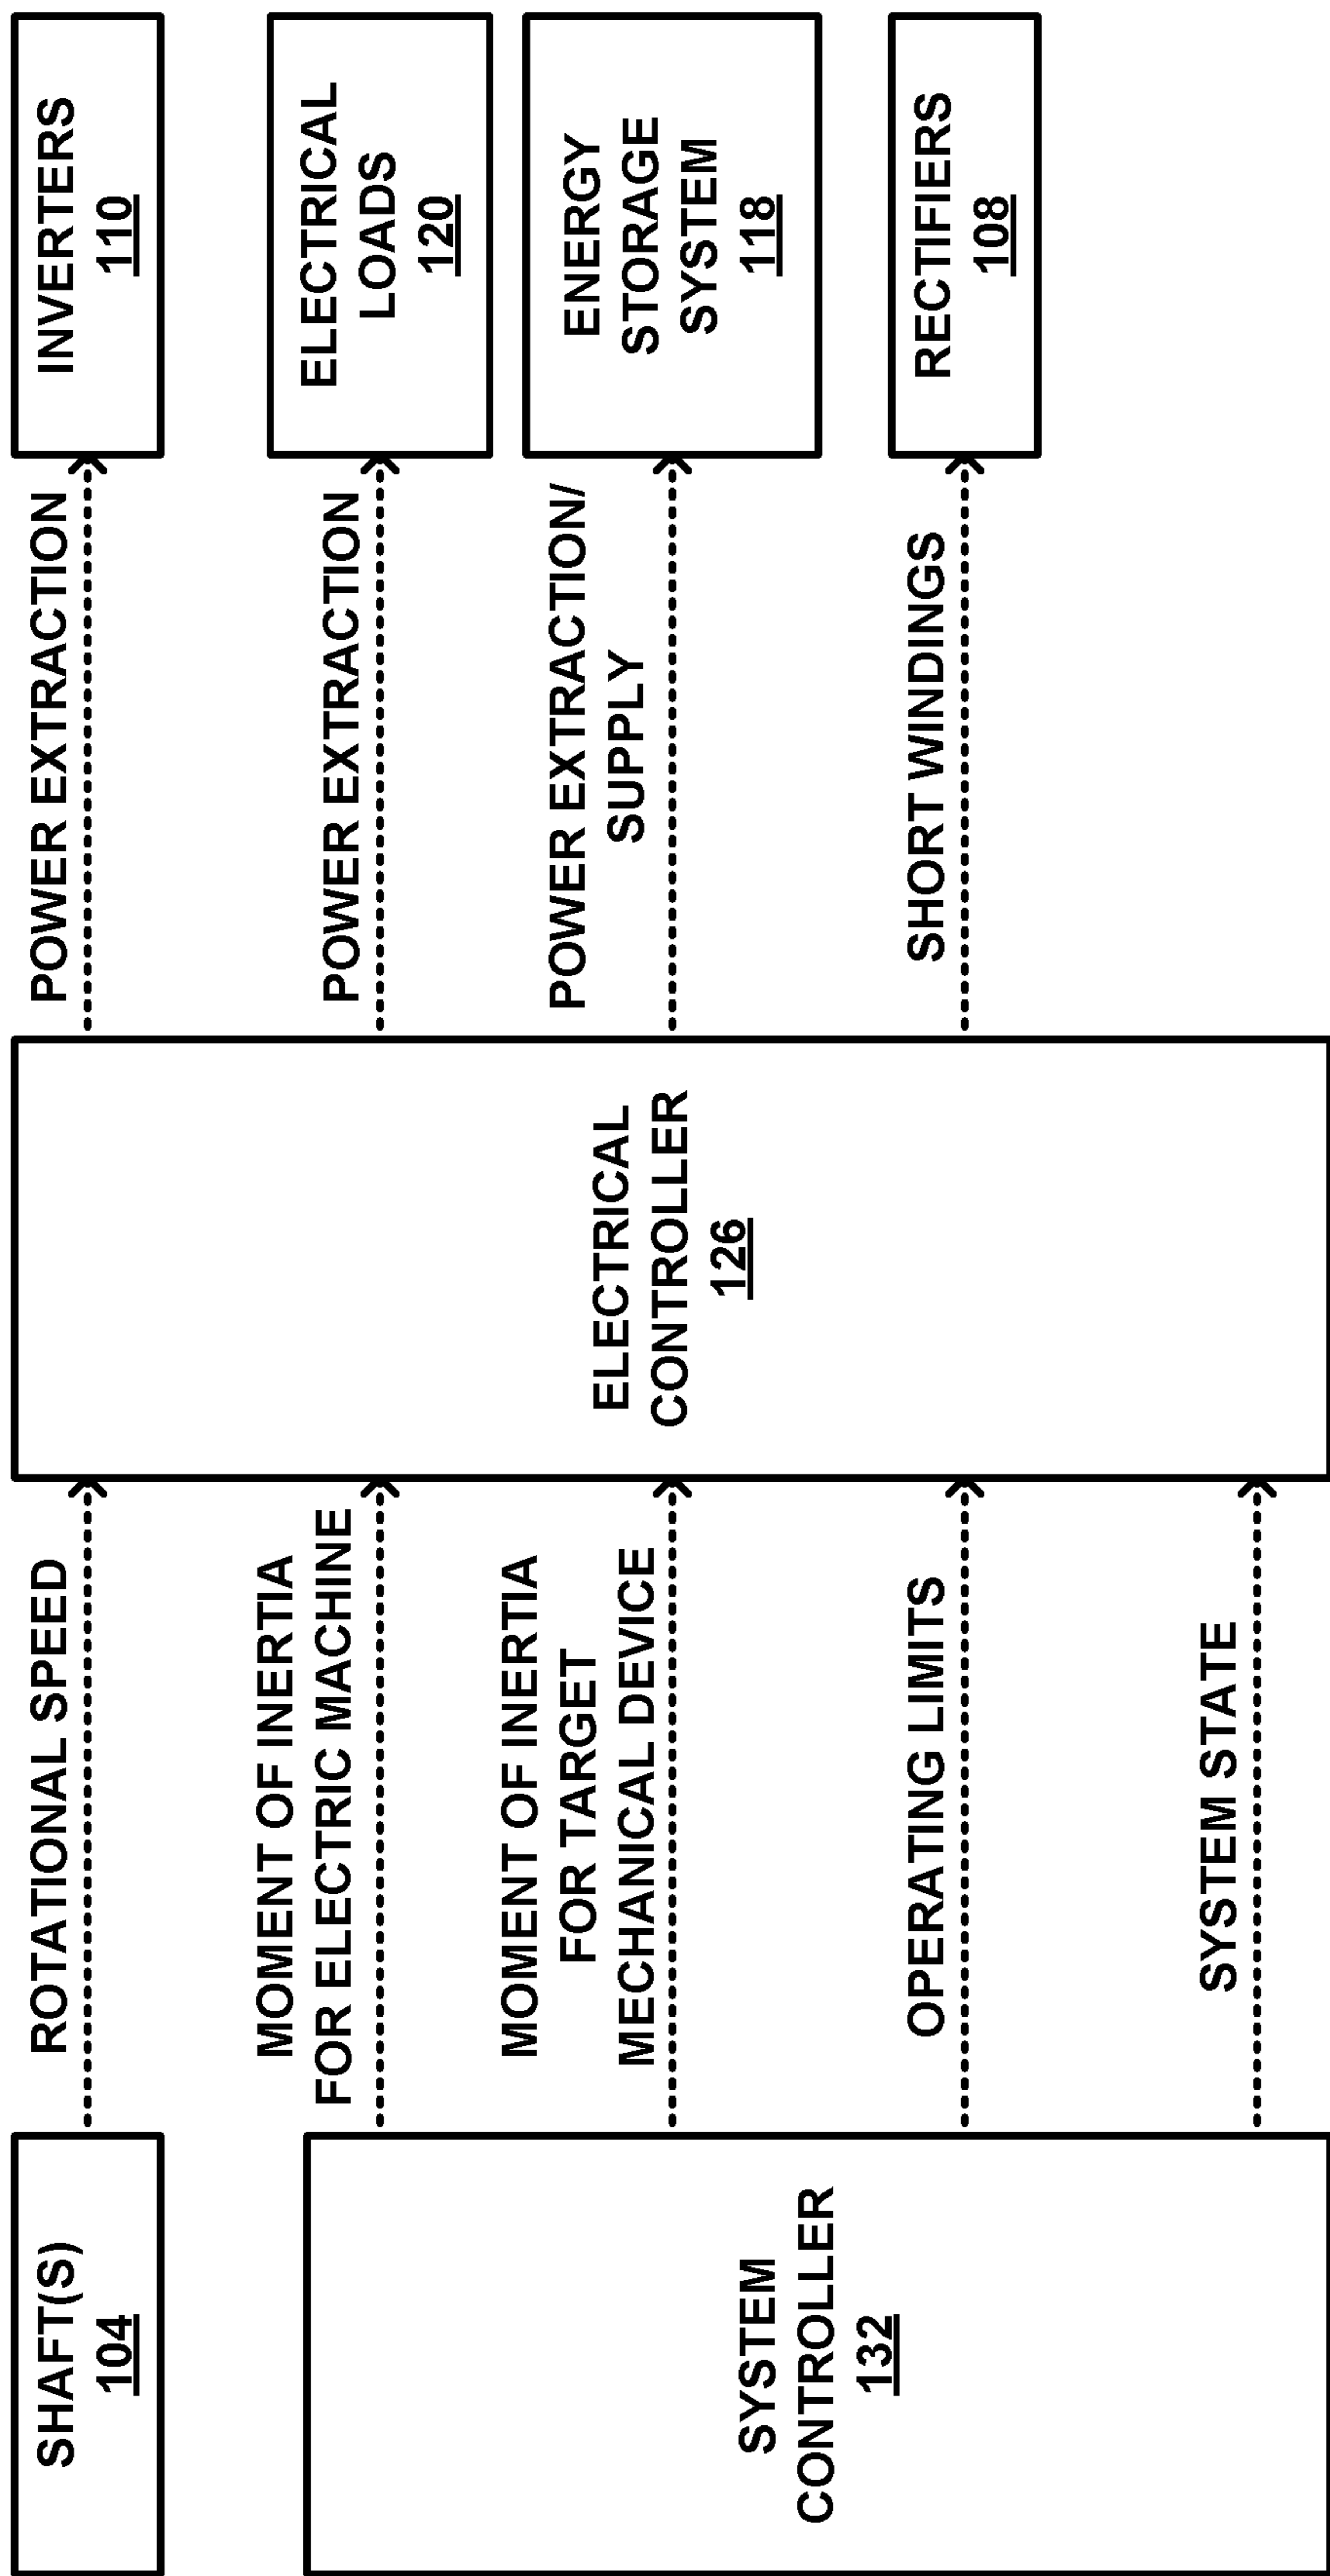 SHAFT(S)
104
SYSTEM
CONTROLLER
132
ROTATIONAL SPEED
MOMENT OF INERTIA
FOR ELECTRIC MACHINE
MOMENT OF INERTIA
FOR TARGET
MECHANICAL DEVICE
OPERATING LIMITS
SYSTEM STATE
ELECTRICAL
CONTROLLER
126
POWER EXTRACTION
POWER EXTRACTION
POWER EXTRACTION/
SUPPLY
SHORT WINDINGS
INVERTERS
110
ELECTRICAL
LOADS
120
ENERGY
STORAGE
SYSTEM
118
RECTIFIERS
108